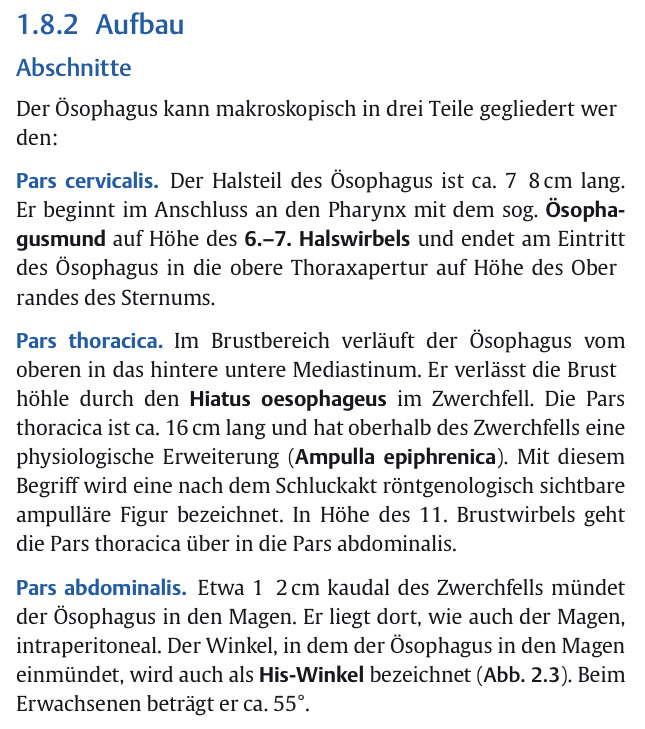 1.8.2 Aufbau
Abschnitte
Der Ösophagus kann makroskopisch in drei Teile gegliedert wer
den:
Pars cervicalis. Der Halsteil des Ösophagus ist ca. 7 8 cm lang.
Er beginnt im Anschluss an den Pharynx mit dem sog. Ösopha-
gusmund auf Höhe des 6.–7. Halswirbels und endet am Eintritt
des Ösophagus in die obere Thoraxapertur auf Höhe des Ober
randes des Sternums.
Pars thoracica. Im Brustbereich verläuft der Ösophagus vom
oberen in das hintere untere Mediastinum. Er verlässt die Brust
höhle durch den Hiatus oesophageus im Zwerchfell. Die Pars
thoracica ist ca. 16 cm lang und hat oberhalb des Zwerchfells eine
physiologische Erweiterung (Ampulla epiphrenica). Mit diesem
Begriff wird eine nach dem Schluckakt röntgenologisch sichtbare
ampulläre Figur bezeichnet. In Höhe des 11. Brustwirbels geht
die Pars thoracica über in die Pars abdominalis.
Pars abdominalis. Etwa 1 2 cm kaudal des Zwerchfells mündet
der Ösophagus in den Magen. Er liegt dort, wie auch der Magen,
intraperitoneal. Der Winkel, in dem der Ösophagus in den Magen
einmündet, wird auch als His-Winkel bezeichnet (Abb. 2.3). Beim
Erwachsenen beträgt er ca. 55°.